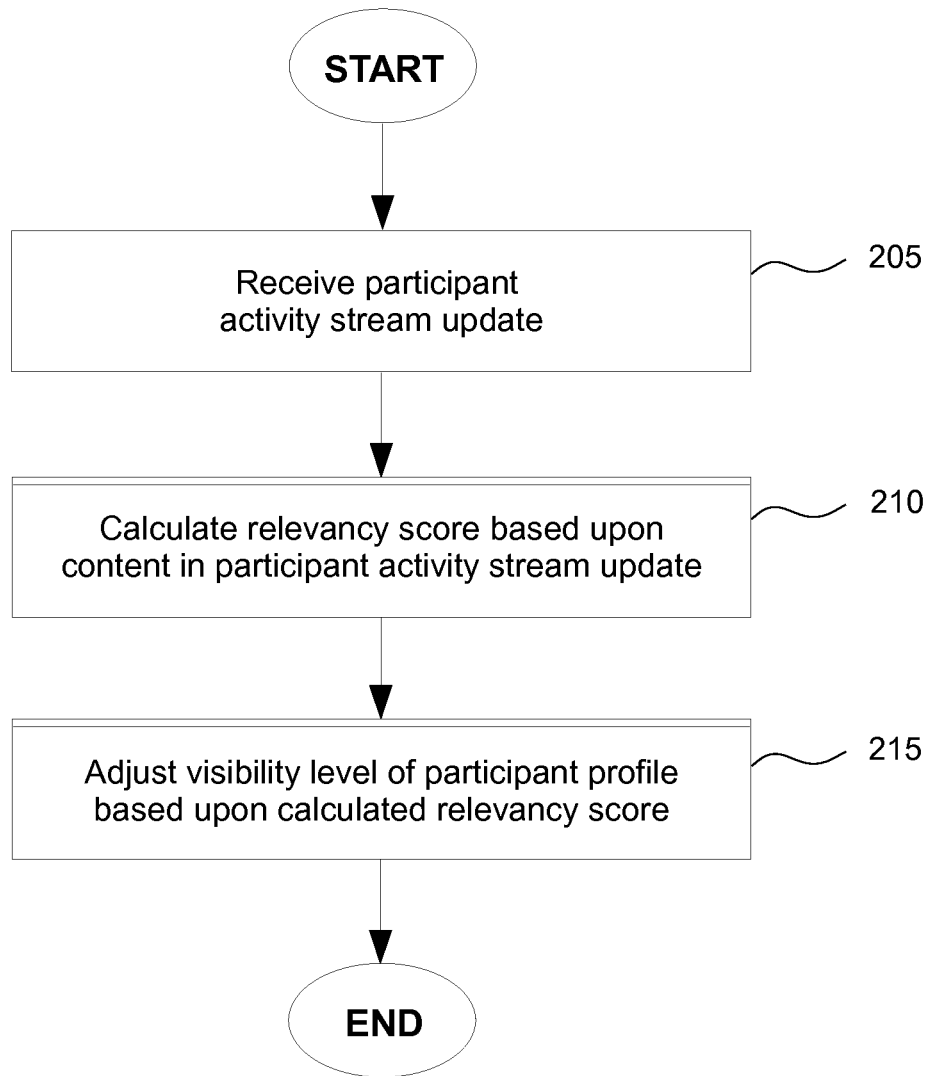 START
Receive participant
activity stream update
205
Calculate relevancy score based upon
content in participant activity stream update
210
Adjust visibility level of participant profile
based upon calculated relevancy score
215
END